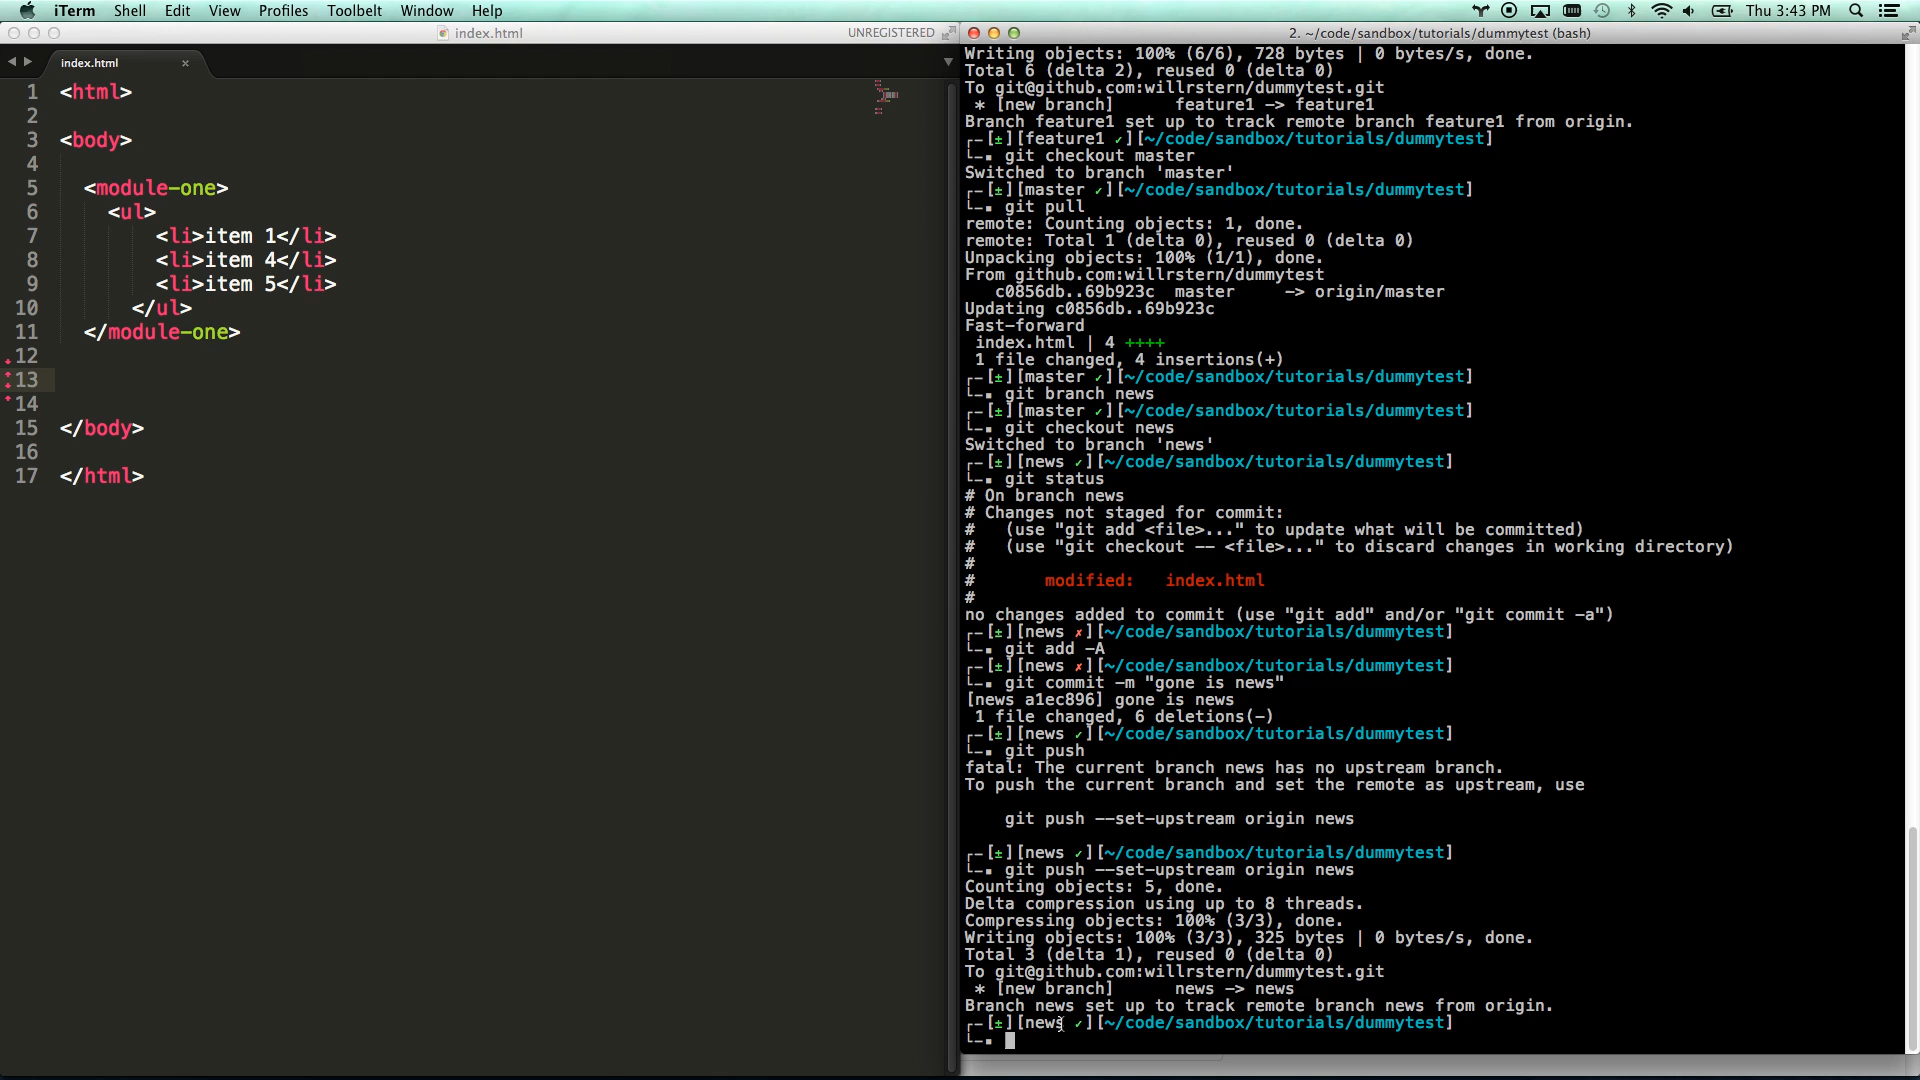 iTerm Shell Edit View Profiles Toolbelt Window Help Thu 3:43 PM
index.html UNREGISTERED
index.html
1 <html>
2
3 <body>
4
5 <module-one>
6 <ul>
7 <li>item 1</li>
8 <li>item 4</li>
9 <li>item 5</li>
10 </ul>
11 </module-one>
12
13
14
15 </body>
16
17 </html>
2. ~/code/sandbox/tutorials/dummytest (bash)
Writing objects: 100% (6/6), 728 bytes | 0 bytes/s, done.
Total 6 (delta 2), reused 0 (delta 0)
To git@github.com:willrstern/dummytest.git
* [new branch] feature1 -> feature1
Branch feature1 set up to track remote branch feature1 from origin.
┌─[±][feature1 ✓][~/code/sandbox/tutorials/dummytest]
└─▪ git checkout master
Switched to branch 'master'
┌─[±][master ✓][~/code/sandbox/tutorials/dummytest]
└─▪ git pull
remote: Counting objects: 1, done.
remote: Total 1 (delta 0), reused 0 (delta 0)
Unpacking objects: 100% (1/1), done.
From github.com:willrstern/dummytest
c0856db..69b923c master -> origin/master
Updating c0856db..69b923c
Fast-forward
index.html | 4 ++++
1 file changed, 4 insertions(+)
┌─[±][master ✓][~/code/sandbox/tutorials/dummytest]
└─▪ git branch news
┌─[±][master ✓][~/code/sandbox/tutorials/dummytest]
└─▪ git checkout news
Switched to branch 'news'
┌─[±][news ✓][~/code/sandbox/tutorials/dummytest]
└─▪ git status
# On branch news
# Changes not staged for commit:
# (use "git add <file>..." to update what will be committed)
# (use "git checkout -- <file>..." to discard changes in working directory)
#
# modified: index.html
#
no changes added to commit (use "git add" and/or "git commit -a")
┌─[±][news ✗][~/code/sandbox/tutorials/dummytest]
└─▪ git add -A
┌─[±][news ✗][~/code/sandbox/tutorials/dummytest]
└─▪ git commit -m "gone is news"
[news a1ec896] gone is news
1 file changed, 6 deletions(-)
┌─[±][news ✓][~/code/sandbox/tutorials/dummytest]
└─▪ git push
fatal: The current branch news has no upstream branch.
To push the current branch and set the remote as upstream, use
git push --set-upstream origin news
┌─[±][news ✓][~/code/sandbox/tutorials/dummytest]
└─▪ git push --set-upstream origin news
Counting objects: 5, done.
Delta compression using up to 8 threads.
Compressing objects: 100% (3/3), done.
Writing objects: 100% (3/3), 325 bytes | 0 bytes/s, done.
Total 3 (delta 1), reused 0 (delta 0)
To git@github.com:willrstern/dummytest.git
* [new branch] news -> news
Branch news set up to track remote branch news from origin.
┌─[±][news ✓][~/code/sandbox/tutorials/dummytest]
└─▪